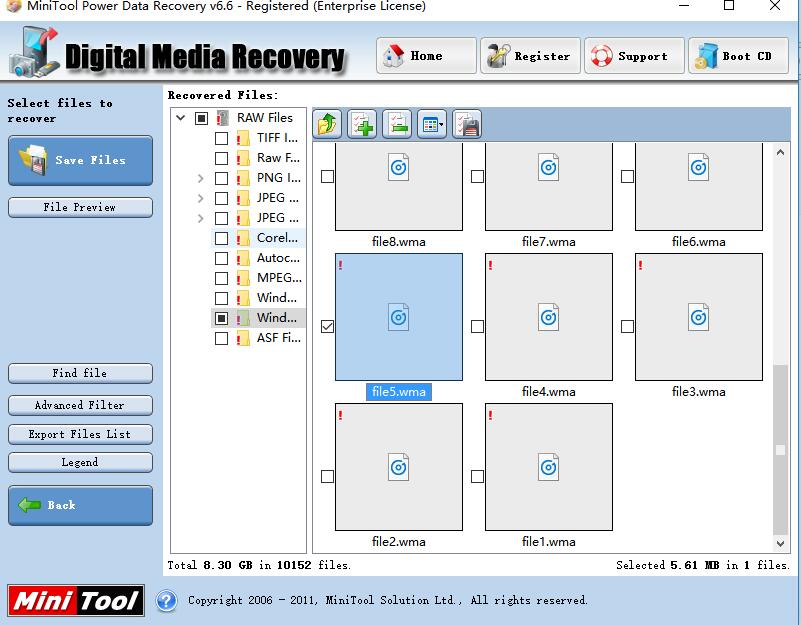 MiniTool Power Data Recovery v6.6 - Registered (Enterprise License)
Digital Media Recovery
Home
Register
Support
Boot CD
Select files to
recover
Save Files
File Preview
Find file
Advanced Filter
Export Files List
Legend
Back
Recovered Files:
RAW Files
TIFF I...
Raw F...
PNG I...
JPEG ...
JPEG ...
Corel...
Autoc...
MPEG...
Wind...
Wind...
ASF Fi...
file8.wma
file7.wma
file6.wma
file5.wma
file4.wma
file3.wma
file2.wma
file1.wma
Total 8.30 GB in 10152 files.
Selected 5.61 MB in 1 files.
Mini Tool
Copyright 2006 - 2011, MiniTool Solution Ltd., All rights reserved.